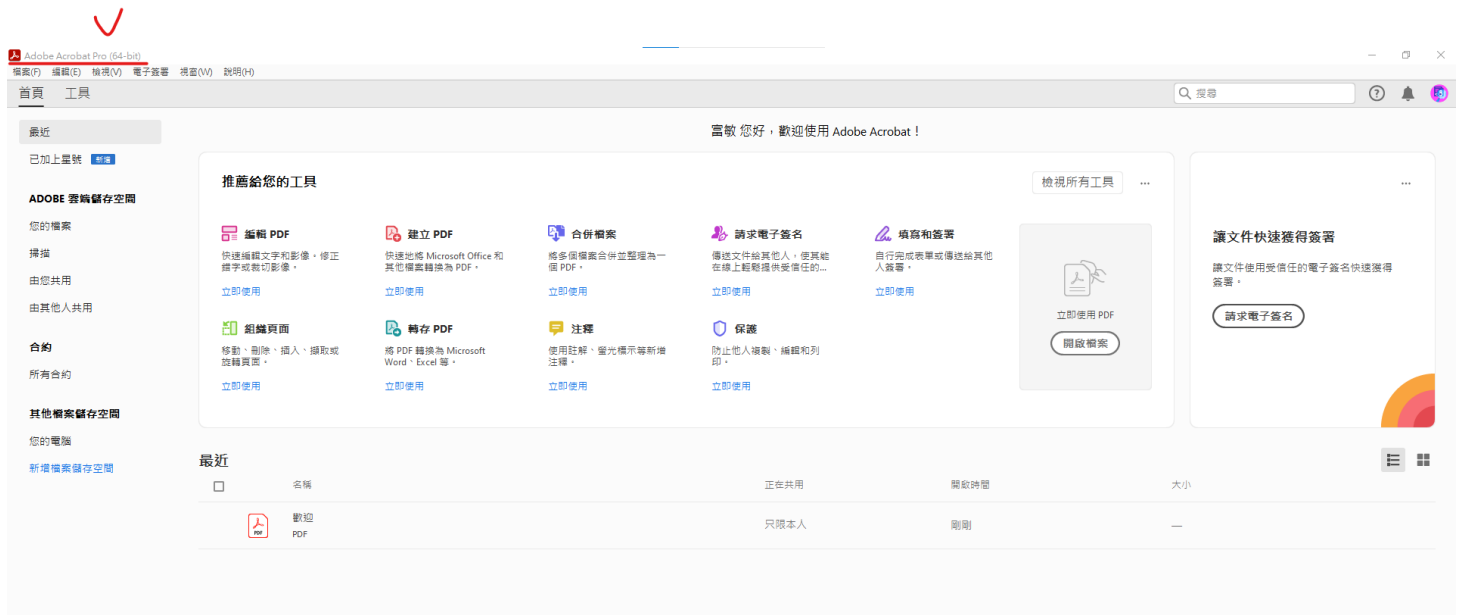 Adobe Acrobat Pro (64-bit)
檔案(F) 編輯(E) 檢視(V) 電子簽署 視窗(W) 說明(H)
首頁 工具
搜尋
最近
已加上星號 新增
ADOBE 雲端儲存空間
您的檔案
掃描
由您共用
由其他人共用
合約
所有合約
其他檔案儲存空間
您的電腦
新增檔案儲存空間
富敏 您好，歡迎使用 Adobe Acrobat！
推薦給您的工具
檢視所有工具
編輯 PDF
快速編輯文字和影像。修正
錯字或裁切影像。
立即使用
建立 PDF
快速地將 Microsoft Office 和
其他檔案轉換為 PDF。
立即使用
合併檔案
將多個檔案合併並整理為一
個 PDF。
立即使用
請求電子簽名
傳送文件給其他人，使其能
在線上輕鬆提供受信任的...
立即使用
填寫和簽署
自行完成表單或傳送給其他
人簽署。
立即使用
組織頁面
移動、刪除、插入、擷取或
旋轉頁面。
立即使用
轉存 PDF
將 PDF 轉換為 Microsoft
Word、Excel 等。
立即使用
注釋
使用註解、螢光標示等新增
注釋。
立即使用
保護
防止他人複製、編輯和列
印。
立即使用
立即使用 PDF
開啟檔案
讓文件快速獲得簽署
讓文件使用受信任的電子簽名快速獲得
簽署。
請求電子簽名
最近
名稱 正在共用 開啟時間 大小
歡迎
PDF
PDF
只限本人 剛剛 —